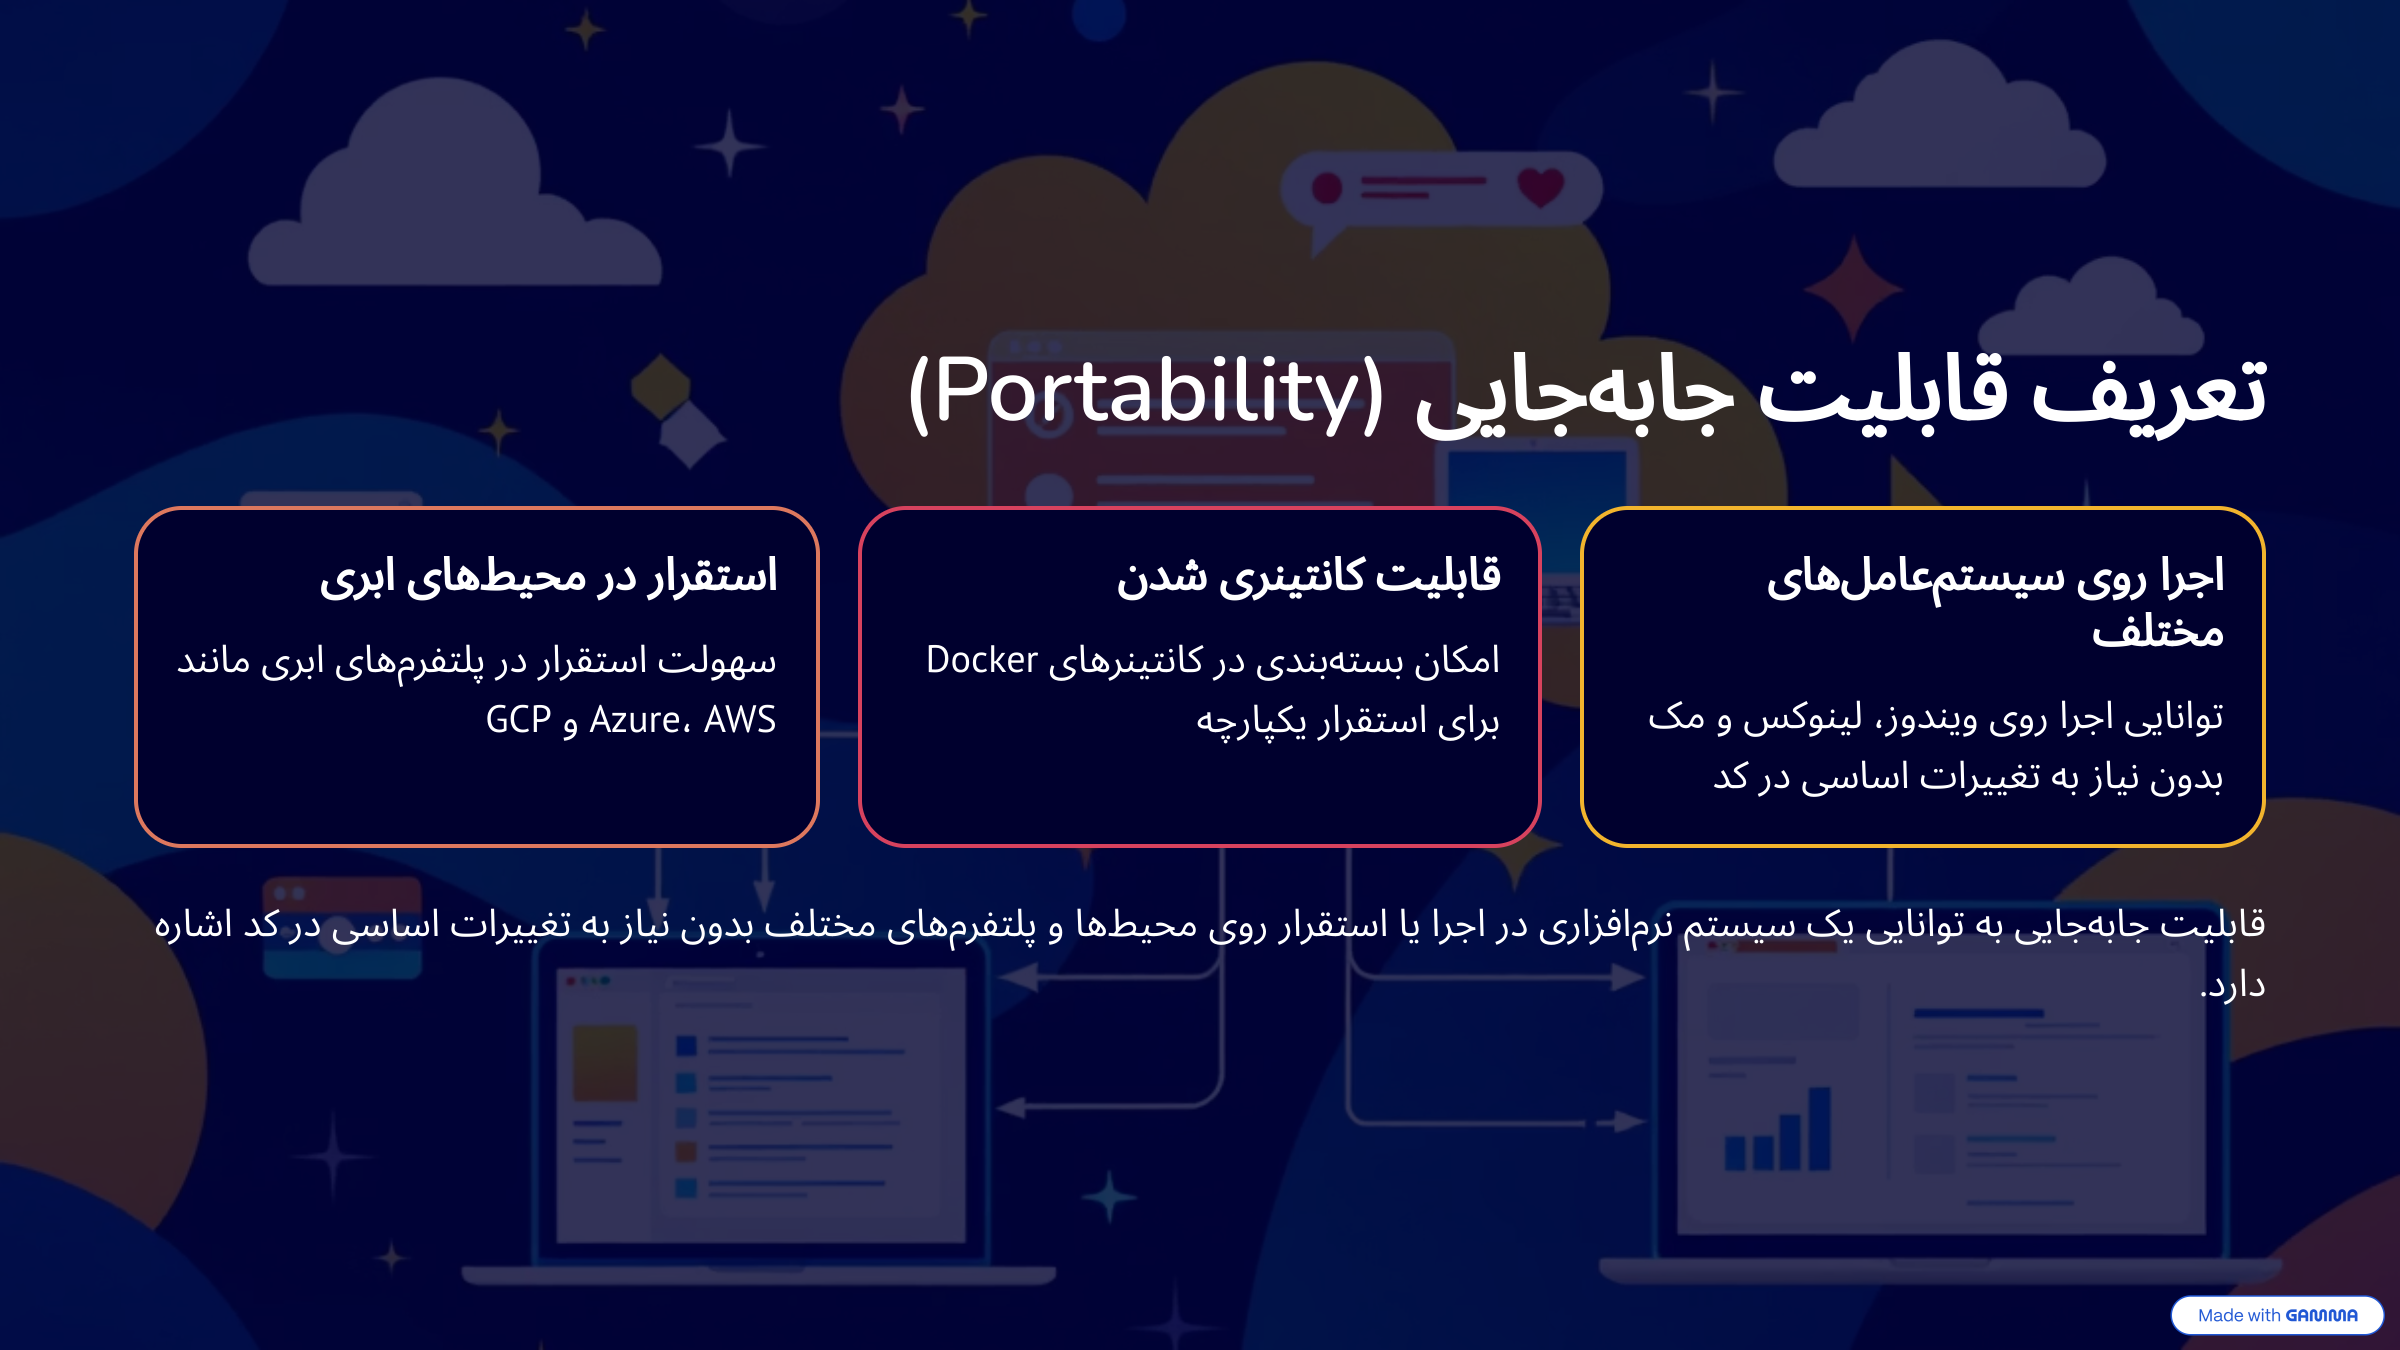 تعریف قابلیت جابه‌جایی (Portability)
اجرا روی سیستم‌عامل‌های
مختلف
توانایی اجرا روی ویندوز، لینوکس و مک
بدون نیاز به تغییرات اساسی در کد
قابلیت کانتینری شدن
امکان بسته‌بندی در کانتینرهای Docker
برای استقرار یکپارچه
استقرار در محیط‌های ابری
سهولت استقرار در پلتفرم‌های ابری مانند
AWS ،Azure و GCP
قابلیت جابه‌جایی به توانایی یک سیستم نرم‌افزاری در اجرا یا استقرار روی محیط‌ها و پلتفرم‌های مختلف بدون نیاز به تغییرات اساسی در کد اشاره
دارد.
Made with GAMMA